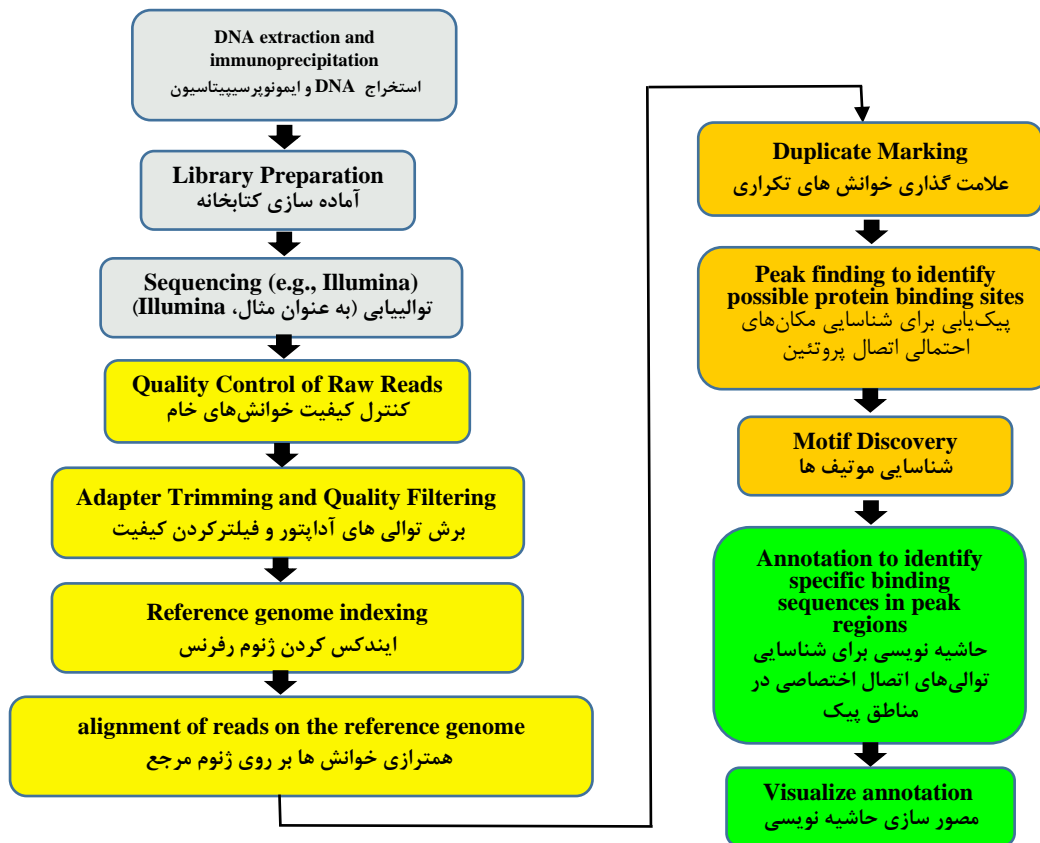 DNA extraction and
immunoprecipitation
استخراج DNA و ایمونوپرسیپیتاسیون
Library Preparation
آماده سازی کتابخانه
Sequencing (e.g., Illumina)
توالییابی (به عنوان مثال، Illumina)
Quality Control of Raw Reads
کنترل کیفیت خوانش‌های خام
Adapter Trimming and Quality Filtering
برش توالی های آداپتور و فیلترکردن کیفیت
Reference genome indexing
ایندکس کردن ژنوم رفرنس
alignment of reads on the reference genome
همترازی خوانش ها بر روی ژنوم مرجع
Duplicate Marking
علامت گذاری خوانش های تکراری
Peak finding to identify
possible protein binding sites
پیک‌یابی برای شناسایی مکان‌های
احتمالی اتصال پروتئین
Motif Discovery
شناسایی موتیف ها
Annotation to identify
specific binding
sequences in peak
regions
حاشیه نویسی برای شناسایی
توالی‌های اتصال اختصاصی در
مناطق پیک
Visualize annotation
مصور سازی حاشیه نویسی